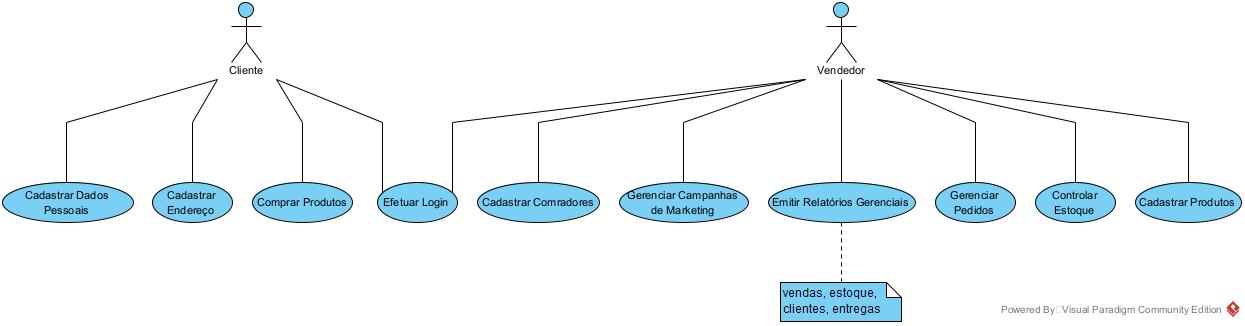 Cliente
Vendedor
Cadastrar Dados
Pessoais
Cadastrar
Endereço
Comprar Produtos
Efetuar Login
Cadastrar Comradores
Gerenciar Campanhas
de Marketing
Emitir Relatórios Gerenciais
Gerenciar
Pedidos
Controlar
Estoque
Cadastrar Produtos
vendas, estoque,
clientes, entregas
Powered By Visual Paradigm Community Edition